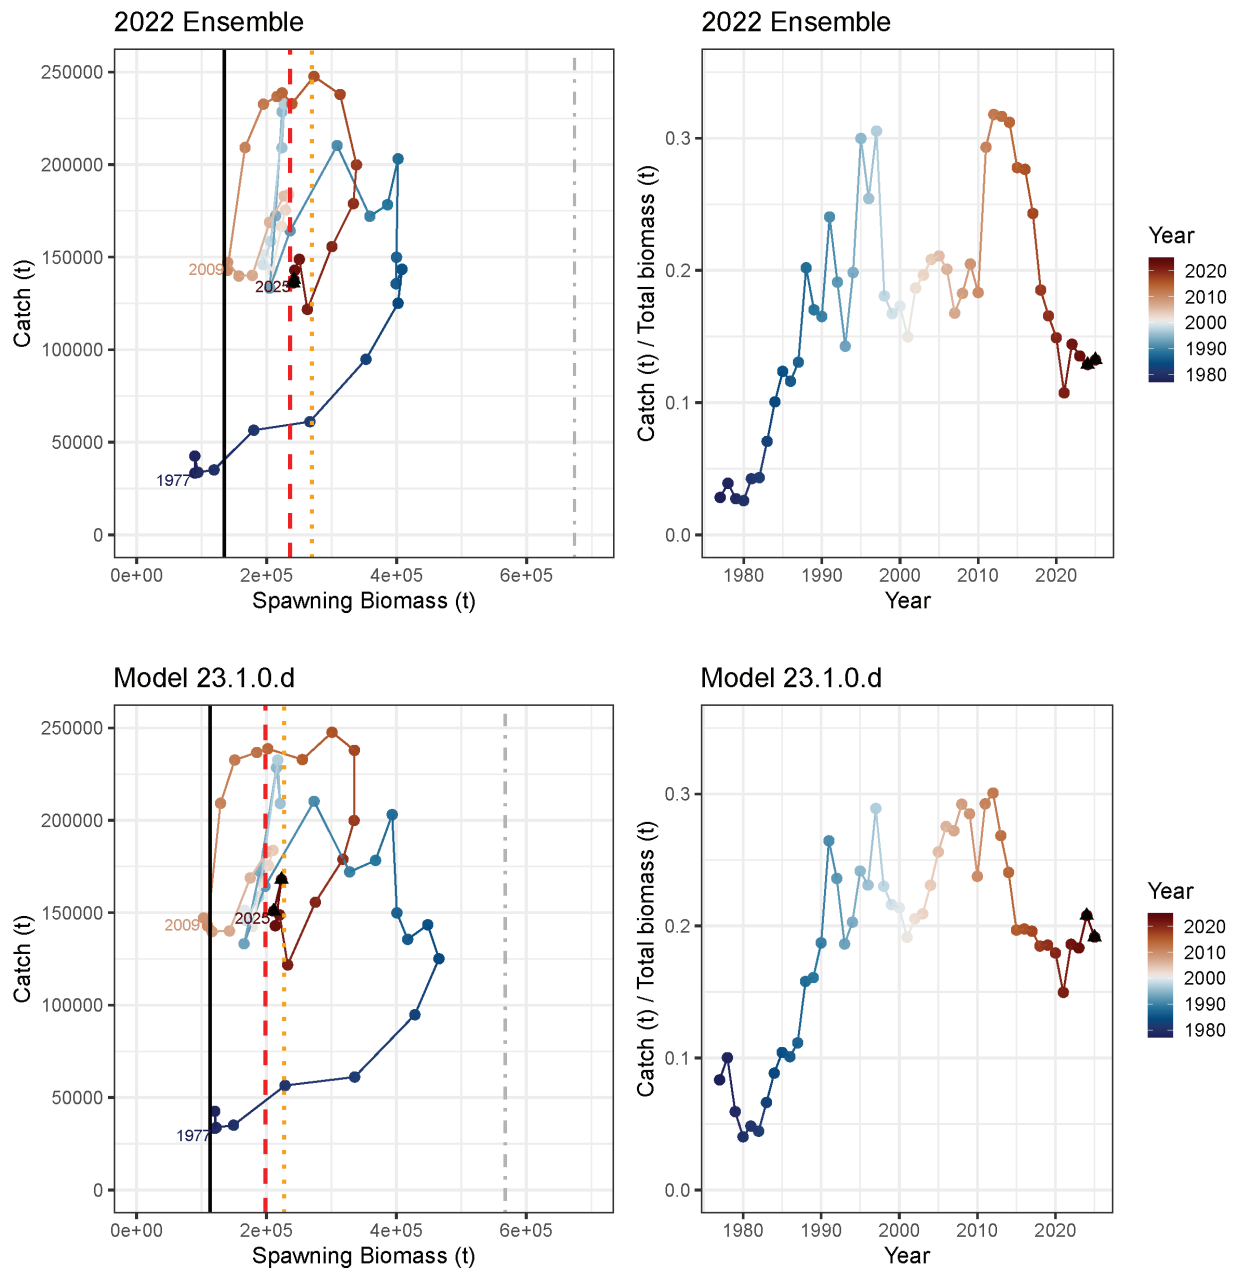 2022 Ensemble
Catch (t)
250000
200000
150000
100000
50000
0
2009
2025
1977
0e+00 2e+05 4e+05 6e+05
Spawning Biomass (t)
2022 Ensemble
Catch (t) / Total biomass (t)
0.3
0.2
0.1
0.0
1980 1990 2000 2010 2020
Year
Year
2020
2010
2000
1990
1980
Model 23.1.0.d
Catch (t)
250000
200000
150000
100000
50000
0
2009
2025
1977
0e+00 2e+05 4e+05 6e+05
Spawning Biomass (t)
Model 23.1.0.d
Catch (t) / Total biomass (t)
0.3
0.2
0.1
0.0
1980 1990 2000 2010 2020
Year
Year
2020
2010
2000
1990
1980